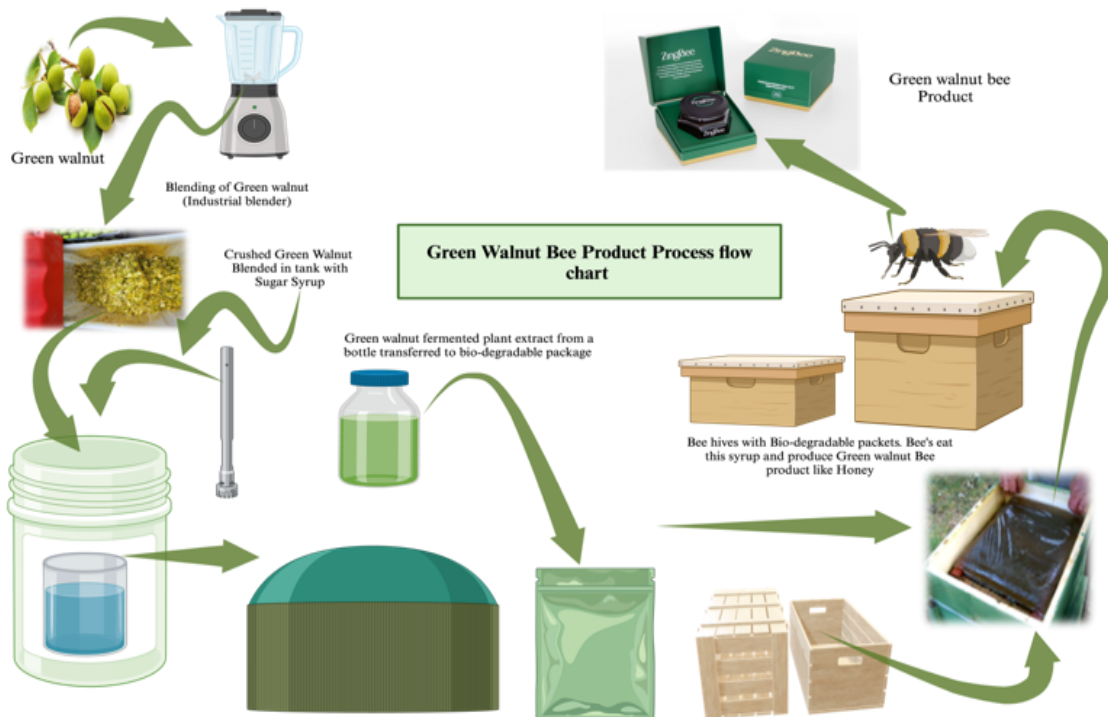 Green walnut
Blending of Green walnut
(Industrial blender)
ZingBee
ZingBee
ZingBee
Green walnut bee
Product
Crushed Green Walnut
Blended in tank with
Sugar Syrup
Green Walnut Bee Product Process flow
chart
Green walnut fermented plant extract from a
bottle transferred to bio-degradable package
Bee hives with Bio-degradable packets. Bee's eat
this syrup and produce Green walnut Bee
product like Honey